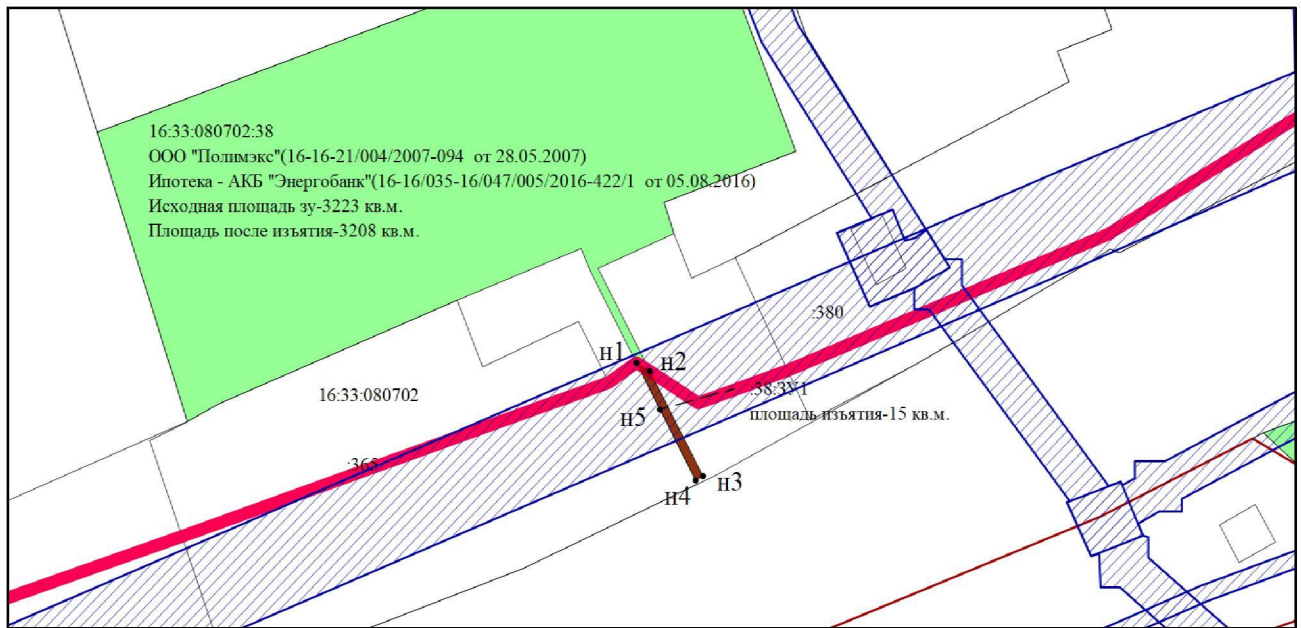 16:33:080702:38
ООО "Полимэкс"(16-16-21/004/2007-094 от 28.05.2007)
Ипотека - АКБ "Энергобанк"(16-16/035-16/047/005/2016-422/1 от 05.08.2016)
Исходная площадь зу-3223 кв.м.
Площадь после изъятия-3208 кв.м.
:380
н1
н2
:38:ЗУ1
16:33:080702
н5
площадь изъятия-15 кв.м.
:365
н4
н3